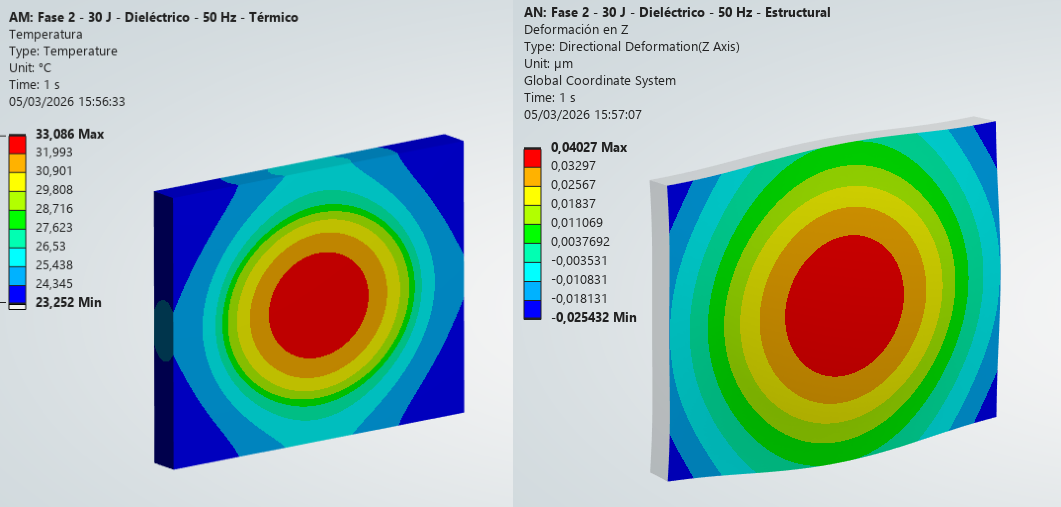 AM: Fase 2 - 30 J - Dieléctrico - 50 Hz - Térmico
Temperatura
Type: Temperature
Unit: °C
Time: 1 s
05/03/2026 15:56:33
33,086 Max
31,993
30,901
29,808
28,716
27,623
26,53
25,438
24,345
23,252 Min
AN: Fase 2 - 30 J - Dieléctrico - 50 Hz - Estructural
Deformación en Z
Type: Directional Deformation(Z Axis)
Unit: µm
Global Coordinate System
Time: 1 s
05/03/2026 15:57:07
0,04027 Max
0,03297
0,02567
0,01837
0,011069
0,0037692
-0,003531
-0,010831
-0,018131
-0,025432 Min